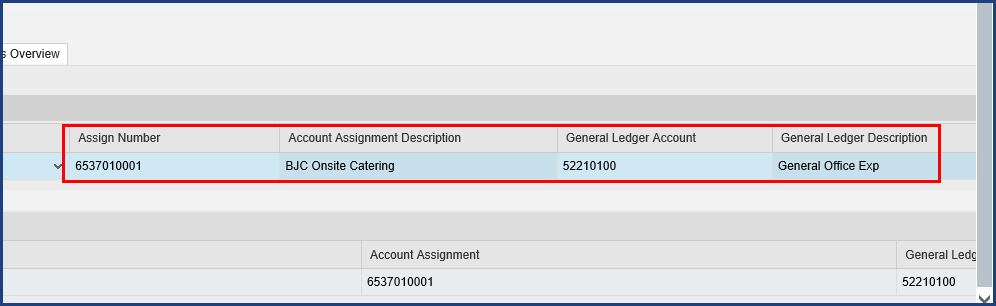 s Overview
Assign Number Account Assignment Description General Ledger Account General Ledger Description
6537010001 BJC Onsite Catering 52210100 General Office Exp
Account Assignment General Ledg
6537010001 52210100